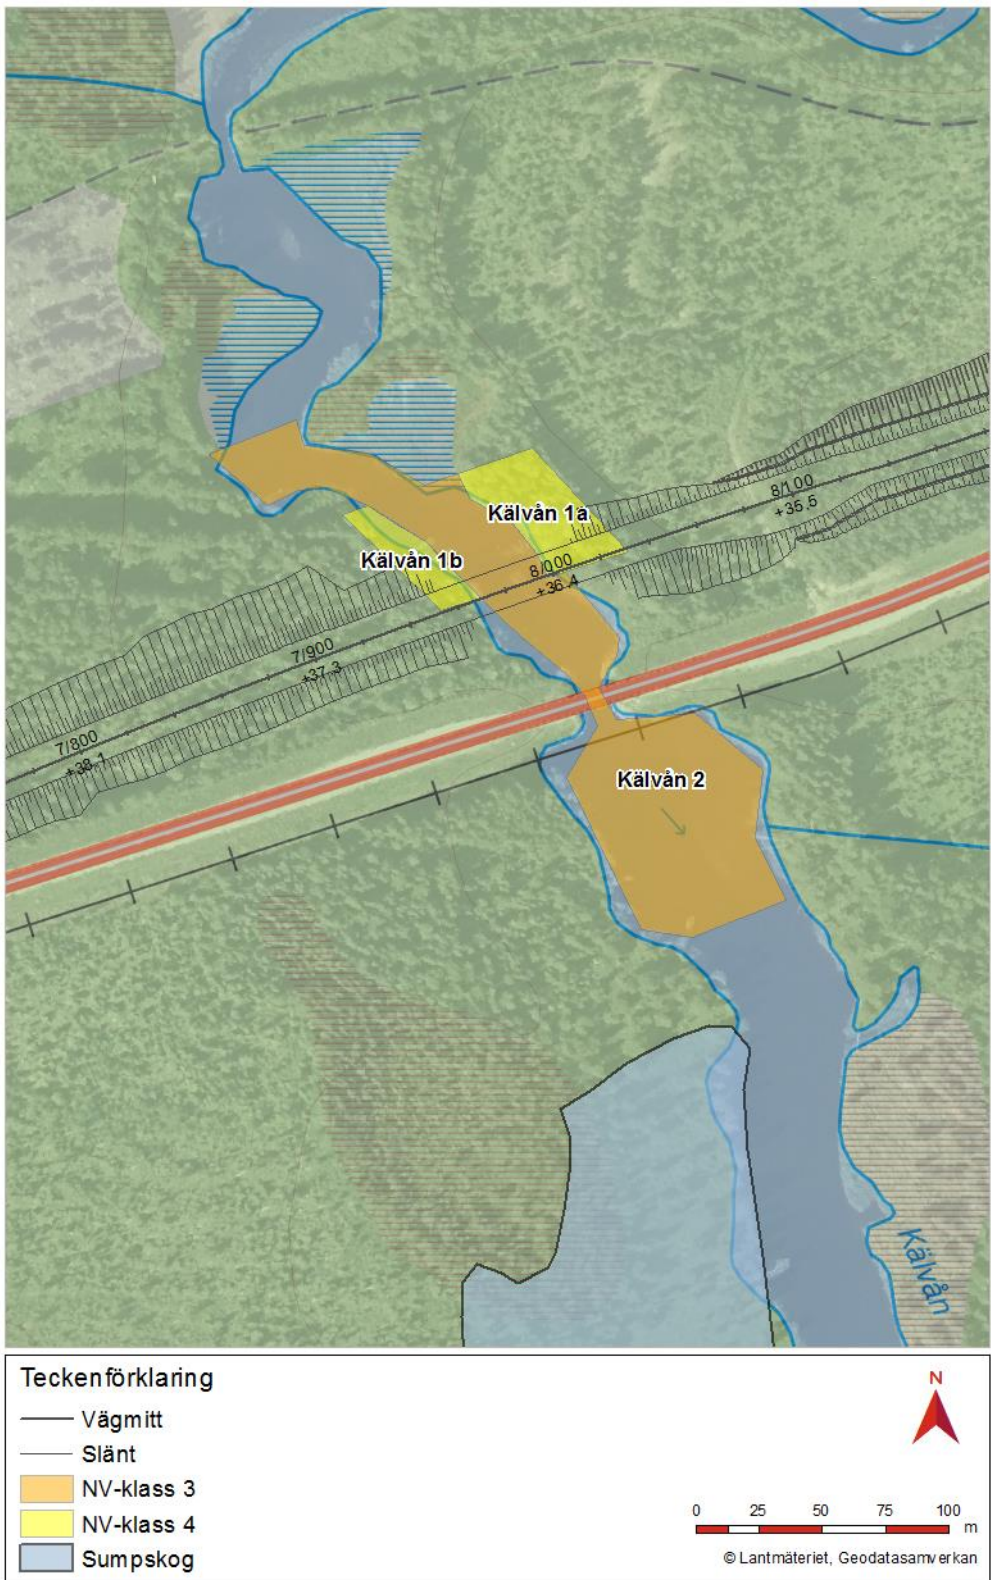 8/100
+35.5
Kälvån 1a
Kälvån 1b
8/000
+36.4
7/900
+37.3
7/800
+38.1
Kälvån 2
Kälvån
Teckenförklaring
Vägmitt
Slänt
NV-klass 3
NV-klass 4
Sumpskog
N
0 25 50 75 100
m
© Lantmäteriet, Geodatasamverkan